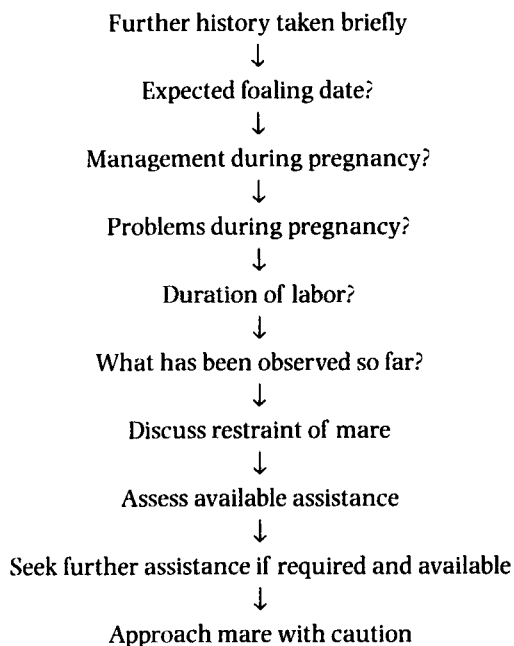 Further history taken briefly
↓
Expected foaling date?
↓
Management during pregnancy?
↓
Problems during pregnancy?
↓
Duration of labor?
↓
What has been observed so far?
↓
Discuss restraint of mare
↓
Assess available assistance
↓
Seek further assistance if required and available
↓
Approach mare with caution